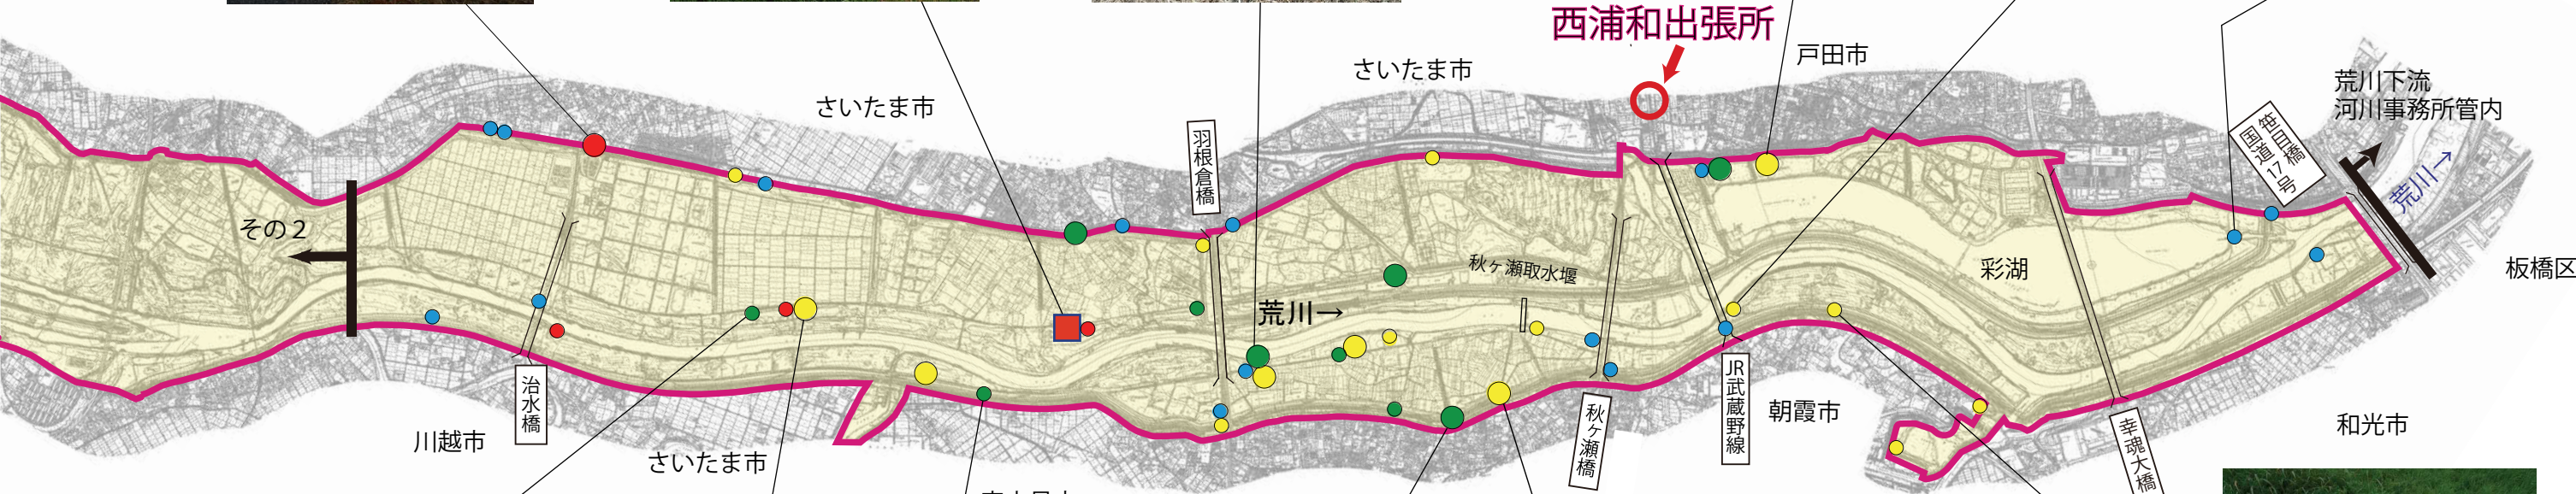 西浦和出張所
戸田市
さいたま市
さいたま市
荒川下流
河川事務所管内
笹目橋
国道17号
荒川→
羽根倉橋
その2
秋ヶ瀬取水堰
彩湖
板橋区
荒川→
治水橋
JR武蔵野線
朝霞市
秋ヶ瀬橋
幸魂大橋
和光市
川越市
さいたま市